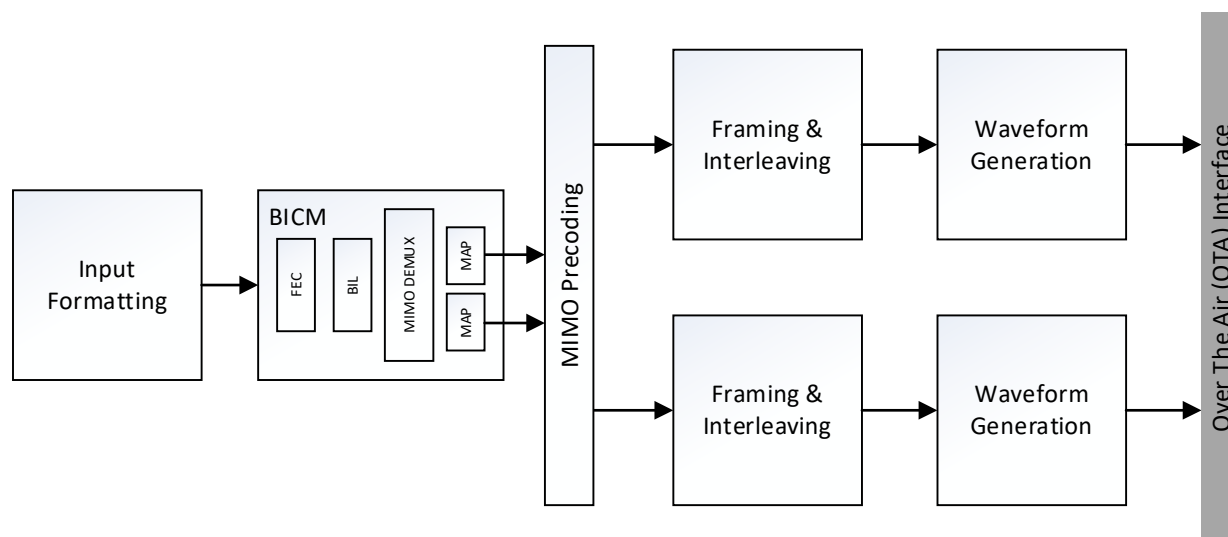 Input
Formatting
BICM
FEC
BIL
MIMO DEMUX
MAP
MAP
MIMO Precoding
Framing &
Interleaving
Waveform
Generation
Framing &
Interleaving
Waveform
Generation
Over The Air (OTA) Interface